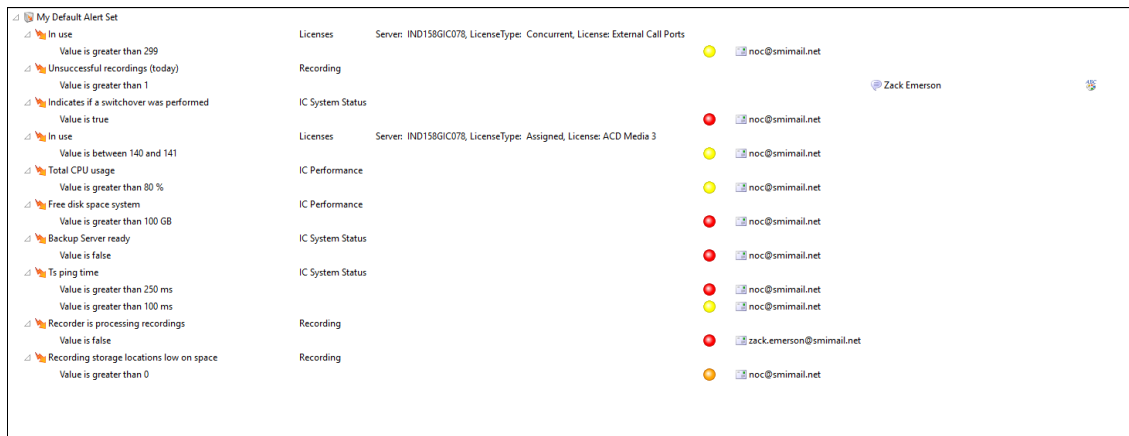 My Default Alert Set
In use Licenses Server: IND158GIC078, LicenseType: Concurrent, License: External Call Ports
Value is greater than 299 noc@smimail.net
Unsuccessful recordings (today) Recording
Value is greater than 1 Zack Emerson ABC
Indicates if a switchover was performed IC System Status
Value is true noc@smimail.net
In use Licenses Server: IND158GIC078, LicenseType: Assigned, License: ACD Media 3
Value is between 140 and 141 noc@smimail.net
Total CPU usage IC Performance
Value is greater than 80 % noc@smimail.net
Free disk space system IC Performance
Value is greater than 100 GB noc@smimail.net
Backup Server ready IC System Status
Value is false noc@smimail.net
Ts ping time IC System Status
Value is greater than 250 ms noc@smimail.net
Value is greater than 100 ms noc@smimail.net
Recorder is processing recordings Recording
Value is false zack.emerson@smimail.net
Recording storage locations low on space Recording
Value is greater than 0 noc@smimail.net